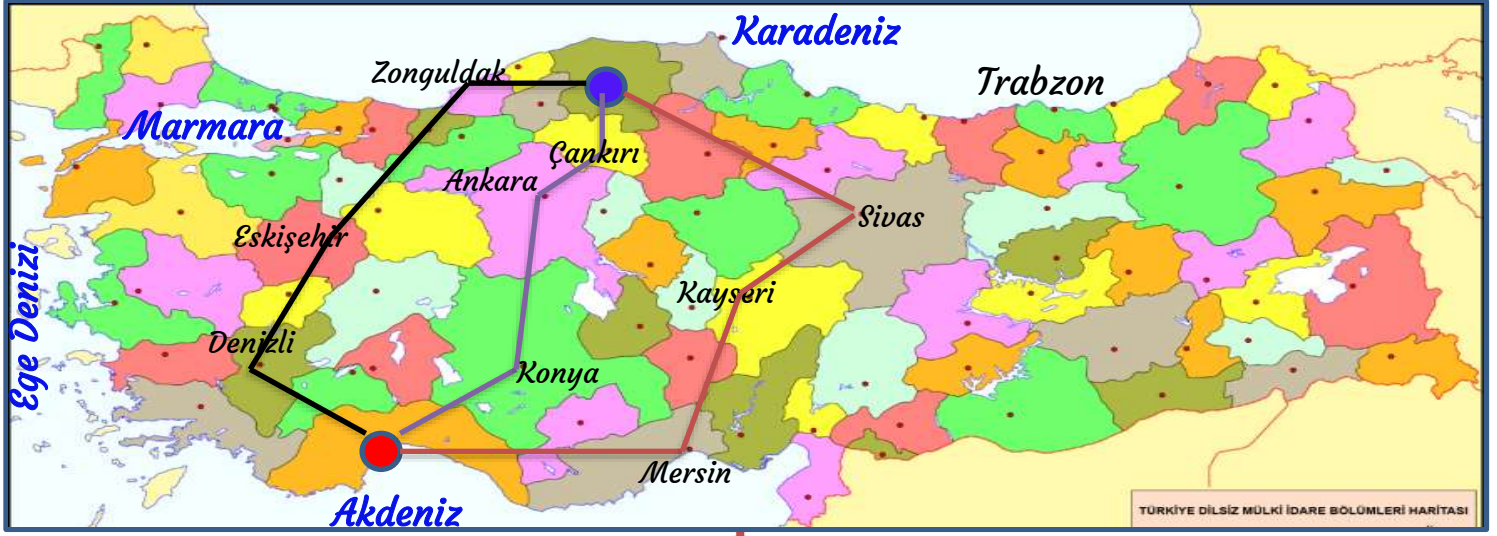 Karadeniz
Zonguldak
Trabzon
Marmara
Çankırı
Ankara
Sivas
Eskişehir
Ege Denizi
Kayseri
Denizli
Konya
Mersin
Akdeniz
TÜRKİYE DİLSİZ MÜLKİ İDARE BÖLÜMLERİ HARİTASI